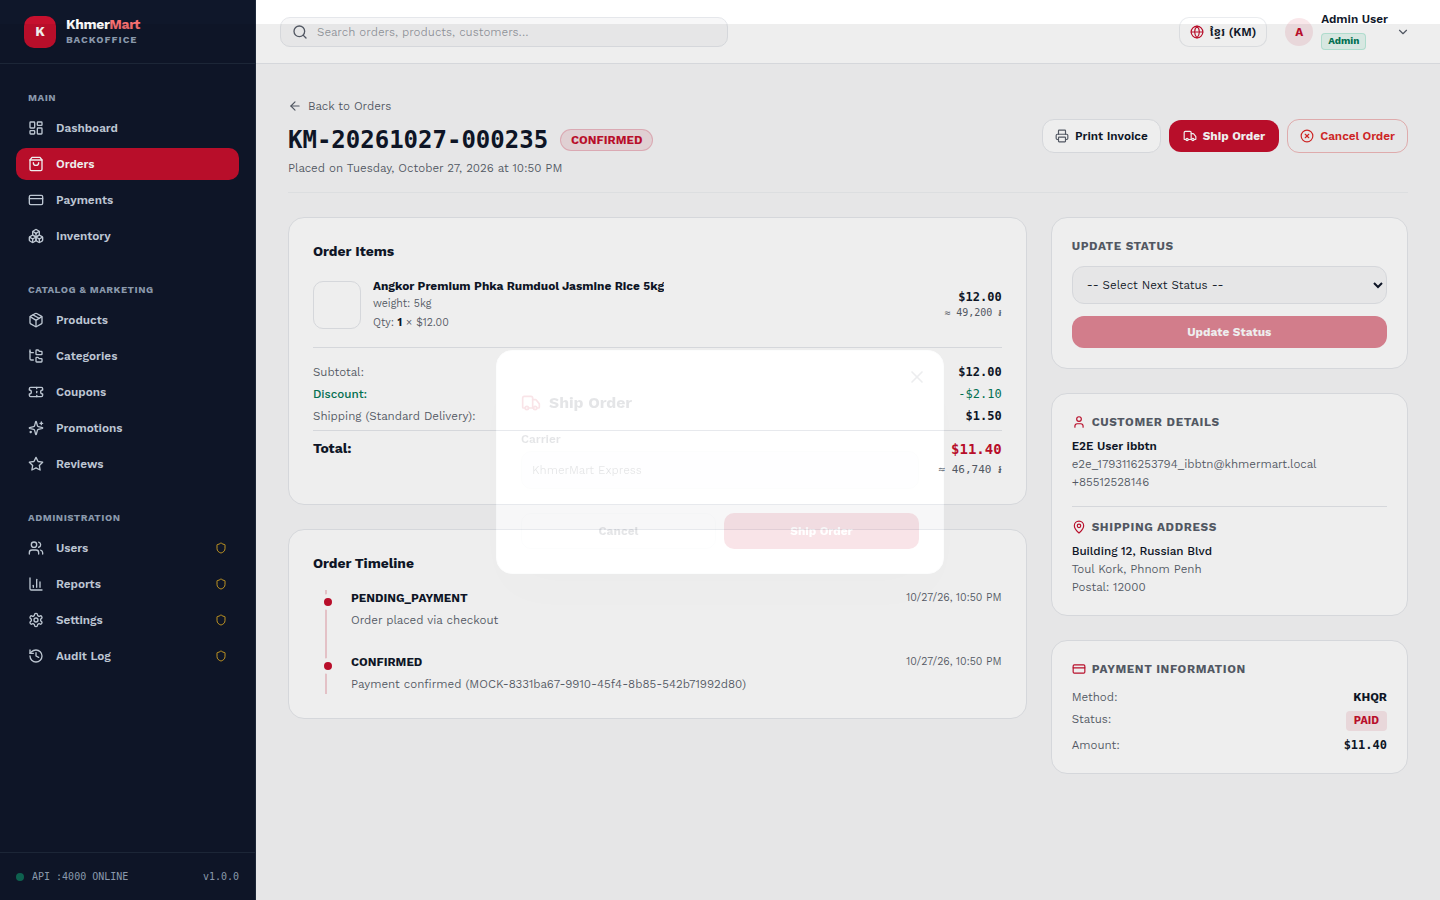 K
KhmerMart
BACKOFFICE
Search orders, products, customers...
ខ្មែរ (KM)
A
Admin User
Admin
MAIN
Dashboard
Orders
Payments
Inventory
CATALOG & MARKETING
Products
Categories
Coupons
Promotions
Reviews
ADMINISTRATION
Users
Reports
Settings
Audit Log
API :4000 ONLINE
v1.0.0
Back to Orders
KM-20261027-000235
CONFIRMED
Placed on Tuesday, October 27, 2026 at 10:50 PM
Print Invoice
Ship Order
Cancel Order
Order Items
Angkor Premium Phka Rumduol Jasmine Rice 5kg
weight: 5kg
Qty: 1 × $12.00
$12.00
≈ 49,200 ៛
Subtotal:
$12.00
Discount:
-$2.10
Shipping (Standard Delivery):
$1.50
Total:
$11.40
≈ 46,740 ៛
Ship Order
Carrier
KhmerMart Express
Cancel
Ship Order
Order Timeline
PENDING_PAYMENT
10/27/26, 10:50 PM
Order placed via checkout
CONFIRMED
10/27/26, 10:50 PM
Payment confirmed (MOCK-8331ba67-9910-45f4-8b85-542b71992d80)
UPDATE STATUS
-- Select Next Status --
Update Status
CUSTOMER DETAILS
E2E User ibbtn
e2e_1793116253794_ibbtn@khmermart.local
+85512528146
SHIPPING ADDRESS
Building 12, Russian Blvd
Toul Kork, Phnom Penh
Postal: 12000
PAYMENT INFORMATION
Method:
KHQR
Status:
PAID
Amount:
$11.40